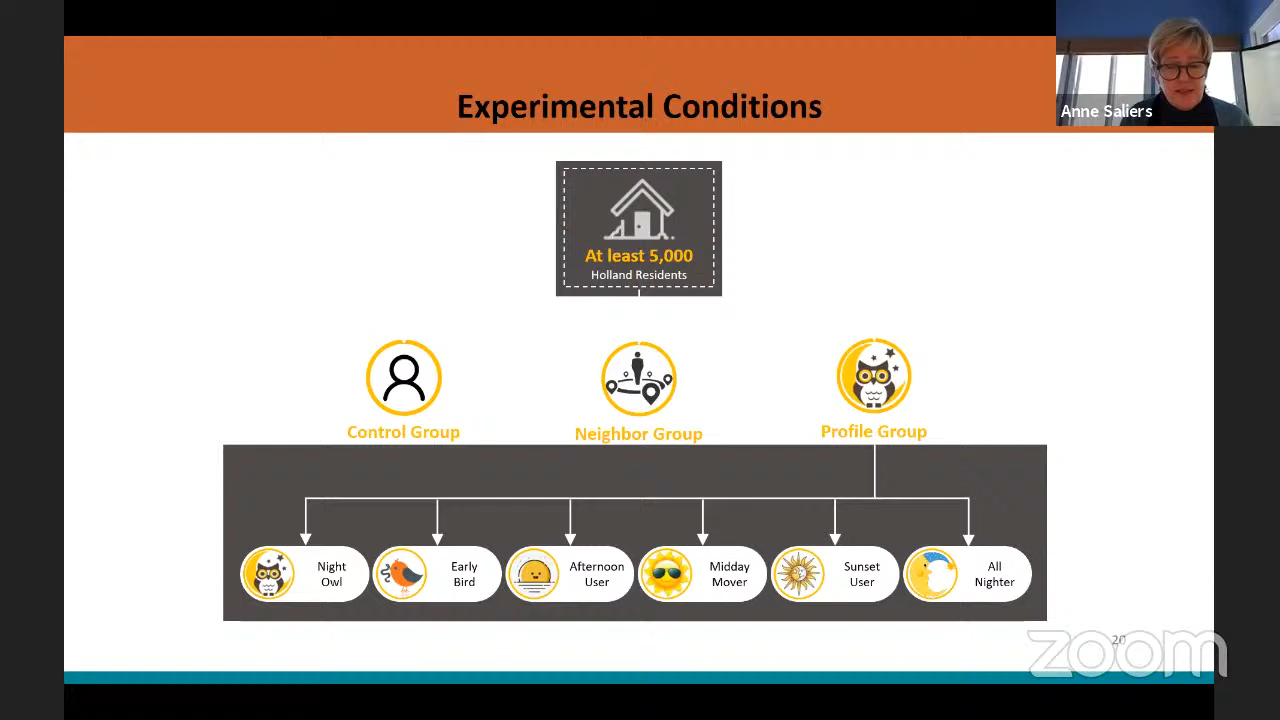 Experimental Conditions
Anne Saliers
At least 5,000
Holland Residents
Control Group
Neighbor Group
Profile Group
Night
Owl
Early
Bird
Afternoon
User
Midday
Mover
Sunset
User
All
Nighter
20
zoom